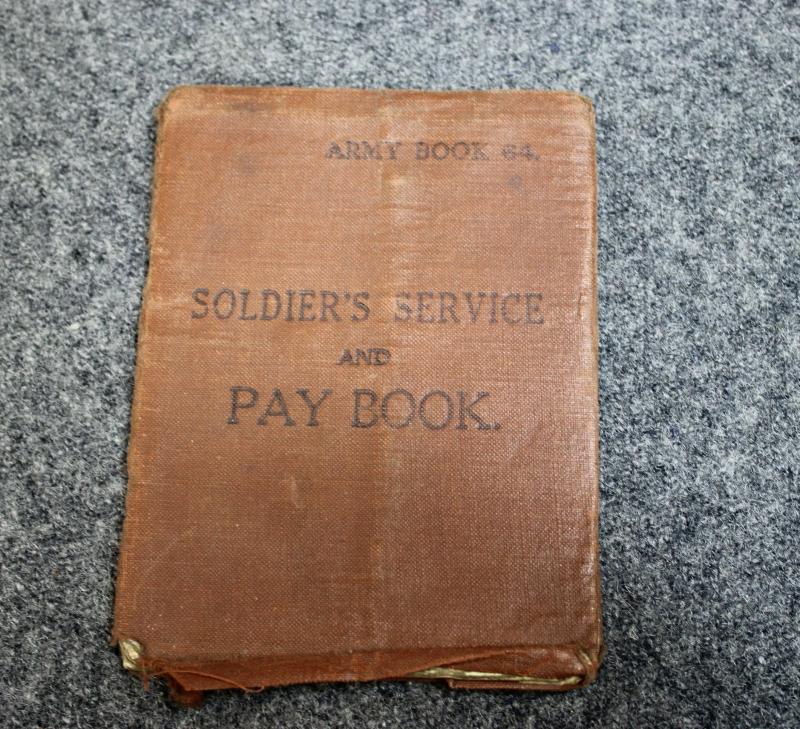 ARMY BOOK 64.
SOLDIER'S SERVICE
AND
PAY BOOK.